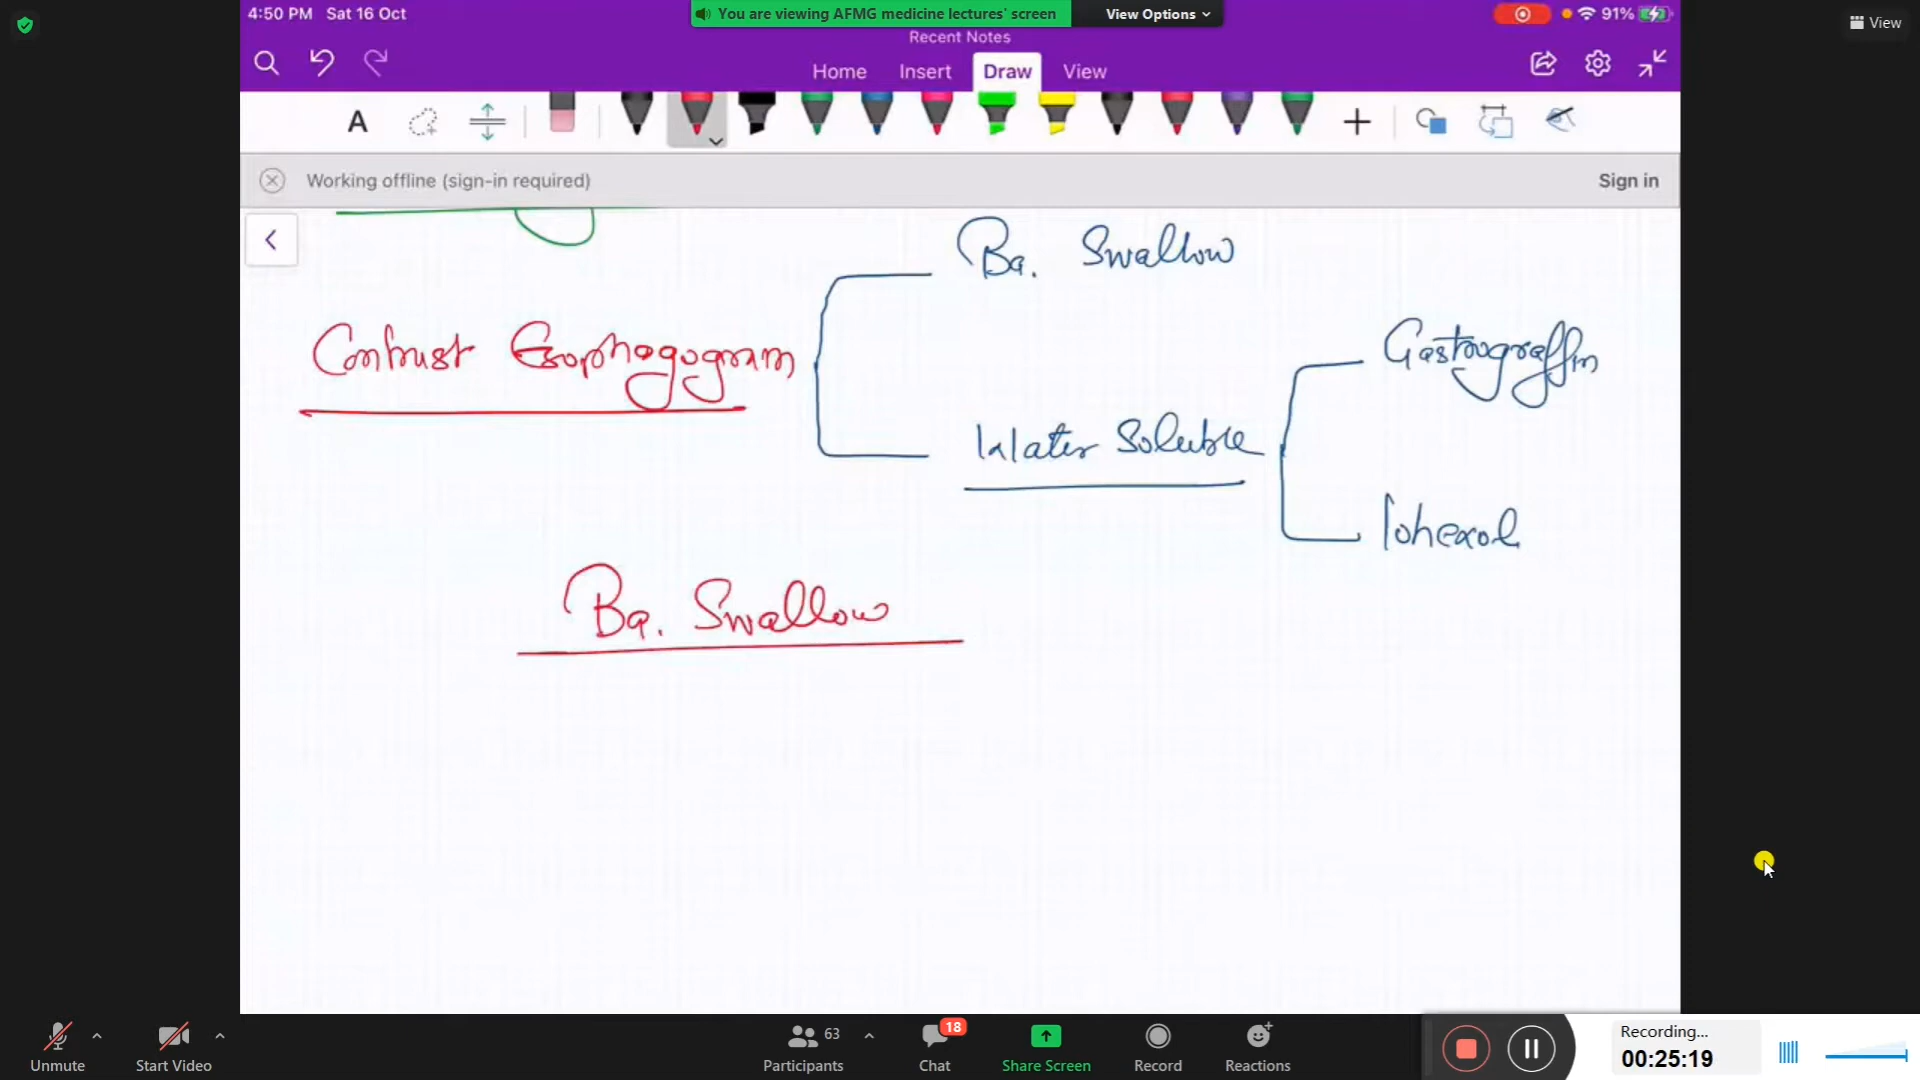 4:50 PM Sat 16 Oct
You are viewing AFMG medicine lectures' screen
View Options
91%
View
Recent Notes
Home Insert Draw View
A
Working offline (sign-in required)
Sign in
Ba. Swallow
Contrast Esophagogram
Gastrograffin
Water Soluble
Iohexol
Ba. Swallow
Unmute
Start Video
63
Participants
18
Chat
Share Screen
Record
Reactions
Recording...
00:25:19